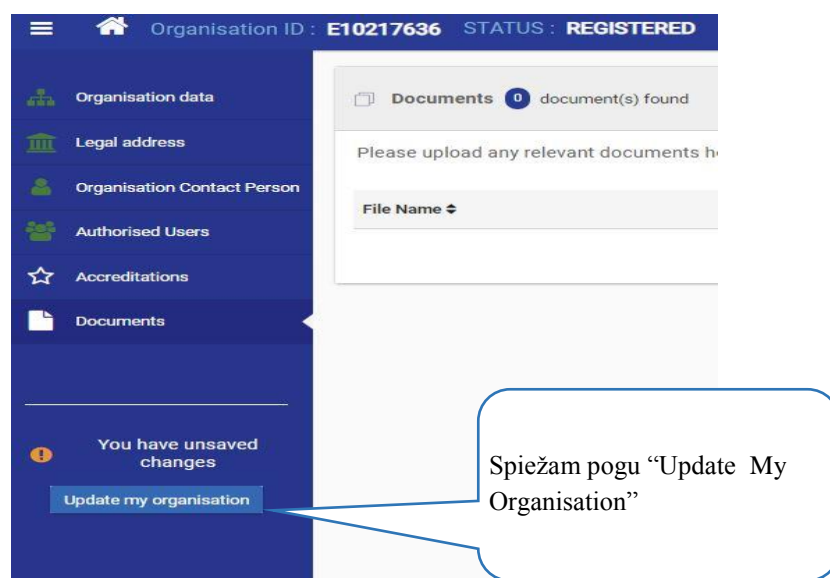 Organisation ID : E10217636 STATUS : REGISTERED
Organisation data
Legal address
Organisation Contact Person
Authorised Users
Accreditations
Documents
You have unsaved
changes
Update my organisation
Documents 0 document(s) found
Please upload any relevant documents
File Name
Spiežam pogu “Update My
Organisation”